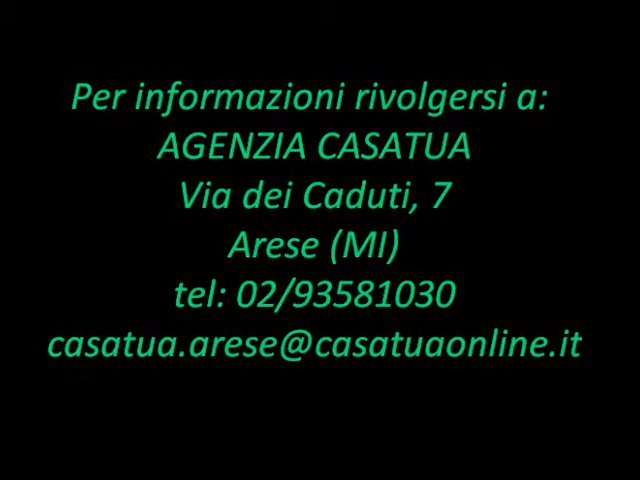 Per informazioni rivolgersi a:
AGENZIA CASATUA
Via dei Caduti, 7
Arese (MI)
tel: 02/93581030
casatua.arese@casatuaonline.it